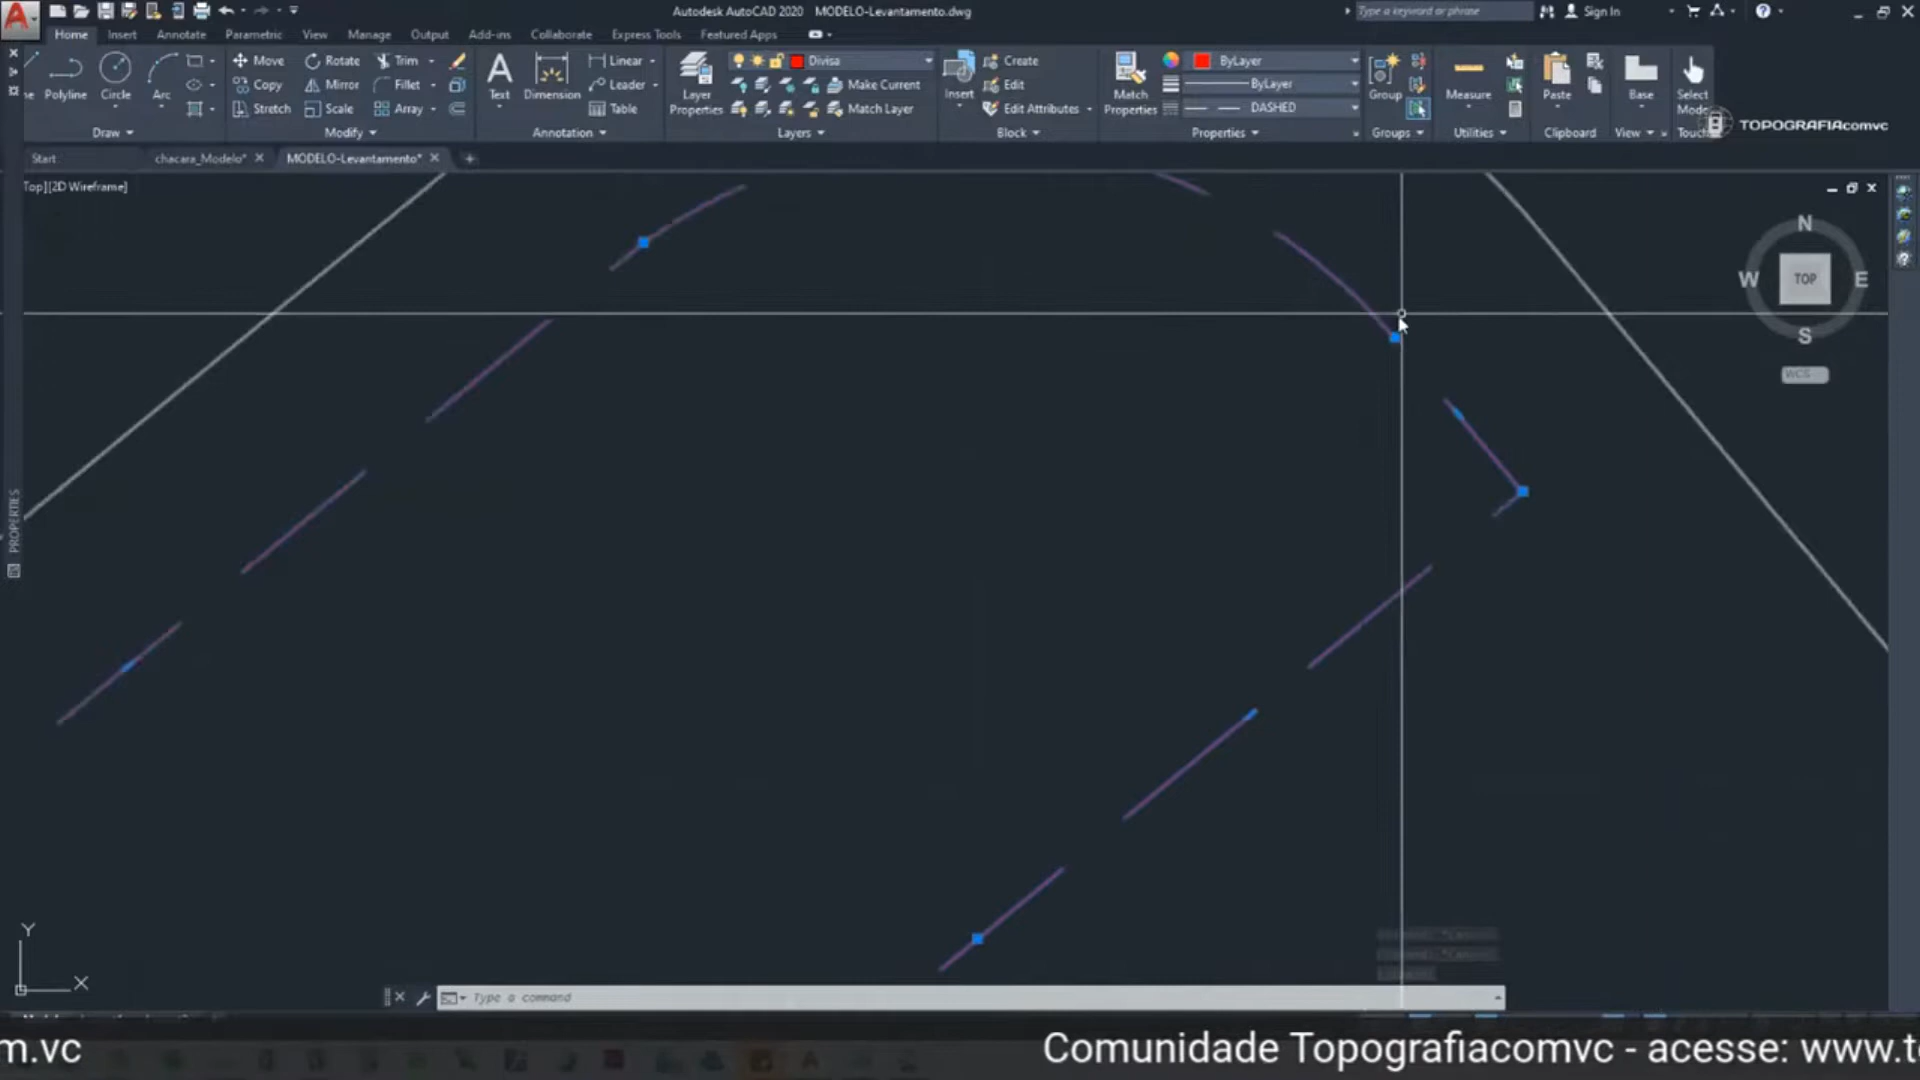 Autodesk AutoCAD 2020 MODELO-Levantamento.dwg
Type a keyword or phrase
Sign In
Home Insert Annotate Parametric View Manage Output Add-ins Collaborate Express Tools Featured Apps
Polyline Circle Arc
Move Rotate Trim
Copy Mirror Fillet
Stretch Scale Array
Text Dimension
Linear
Leader
Table
Layer Properties
Divisa
Make Current
Match Layer
Insert
Create
Edit
Edit Attributes
Match Properties
ByLayer
ByLayer
DASHED
Group Measure Paste Base
Select
Mode
Draw Modify Annotation Layers Block Properties Groups Utilities Clipboard View Touch
TOPOGRAFIAcomvc
Start chacara_Modelo* MODELO-Levantamento*
Top][2D Wireframe]
N
W TOP E
S
WCS
PROPERTIES
Y
X
Type a command
m.vc
Comunidade Topografiacomvc - acesse: www.t